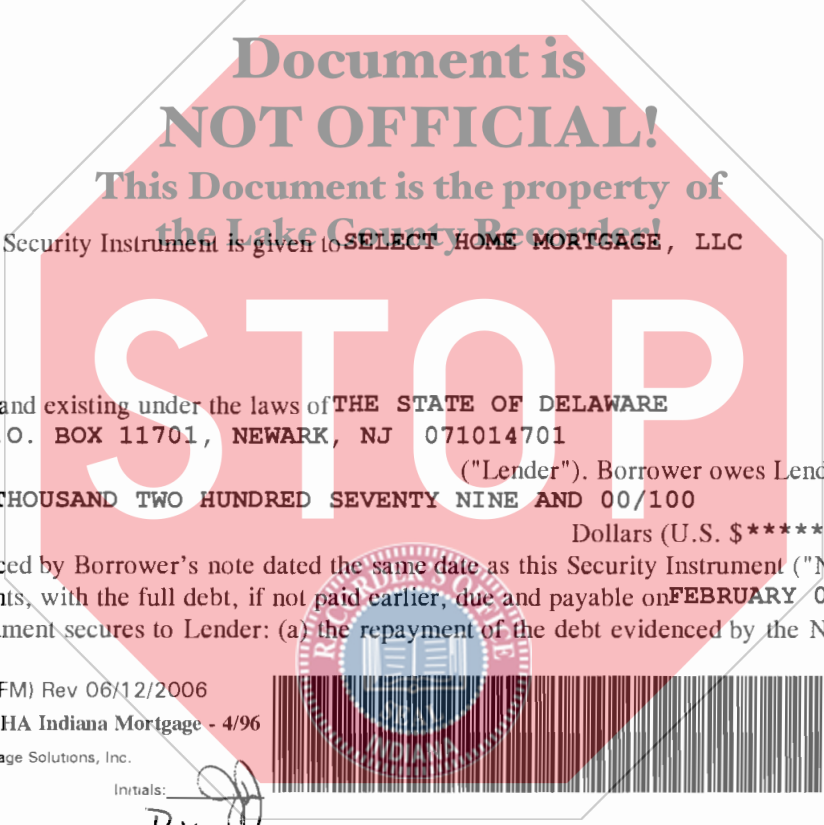 Document is
NOT OFFICIAL!
This Document is the property of
the Lake County Recorder!
Security Instrument is given to SELECT HOME MORTGAGE, LLC
STOP
and existing under the laws of THE STATE OF DELAWARE
.O. BOX 11701, NEWARK, NJ 071014701
("Lender"). Borrower owes Lend
THOUSAND TWO HUNDRED SEVENTY NINE AND 00/100
Dollars (U.S. $*****
ced by Borrower's note dated the same date as this Security Instrument ("N
nts, with the full debt, if not paid earlier, due and payable on FEBRUARY 0
ment secures to Lender: (a) the repayment of the debt evidenced by the N
RECORDER'S OFFICE
SEAL
INDIANA
FM) Rev 06/12/2006
HA Indiana Mortgage - 4/96
age Solutions, Inc.
Initials: